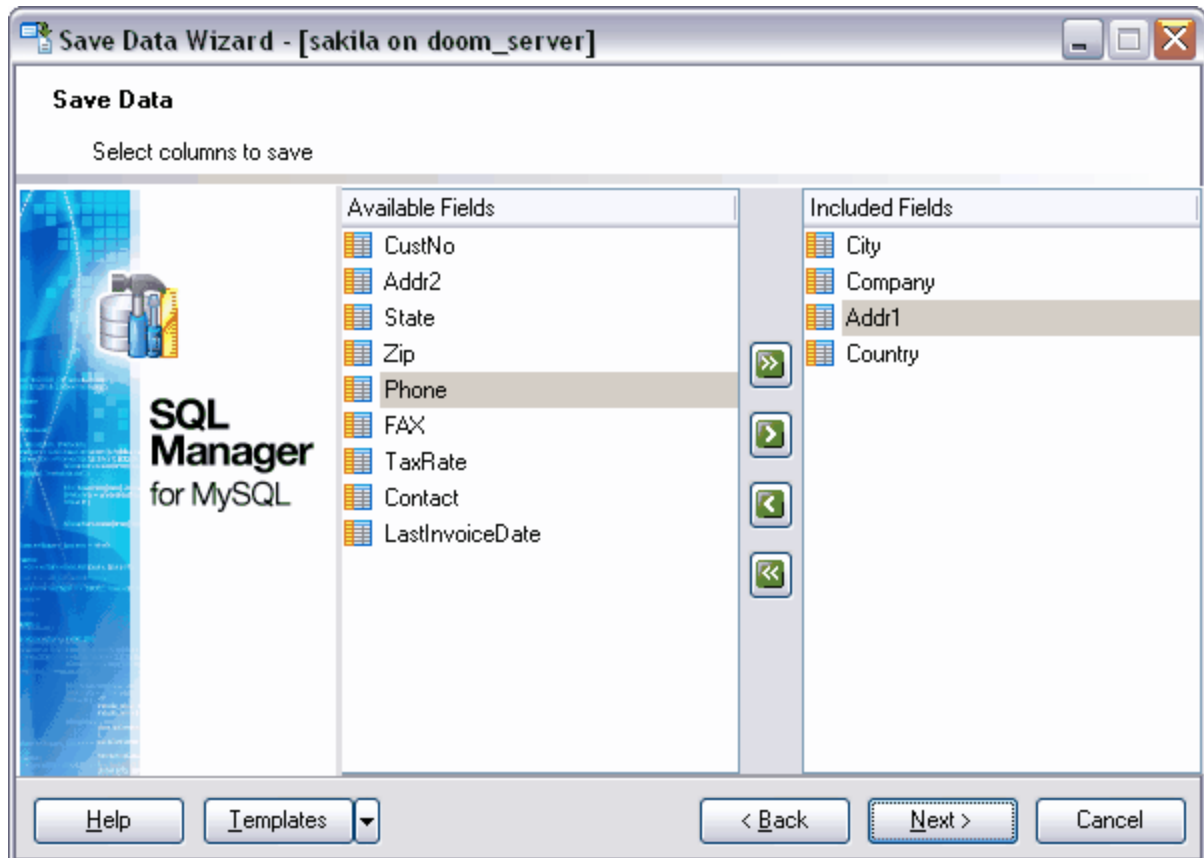 Save Data Wizard - [sakila on doom_server]
Save Data
Select columns to save
SQL
Manager
for MySQL
Available Fields
CustNo
Addr2
State
Zip
Phone
FAX
TaxRate
Contact
LastInvoiceDate
Included Fields
City
Company
Addr1
Country
Help
Templates
< Back
Next >
Cancel